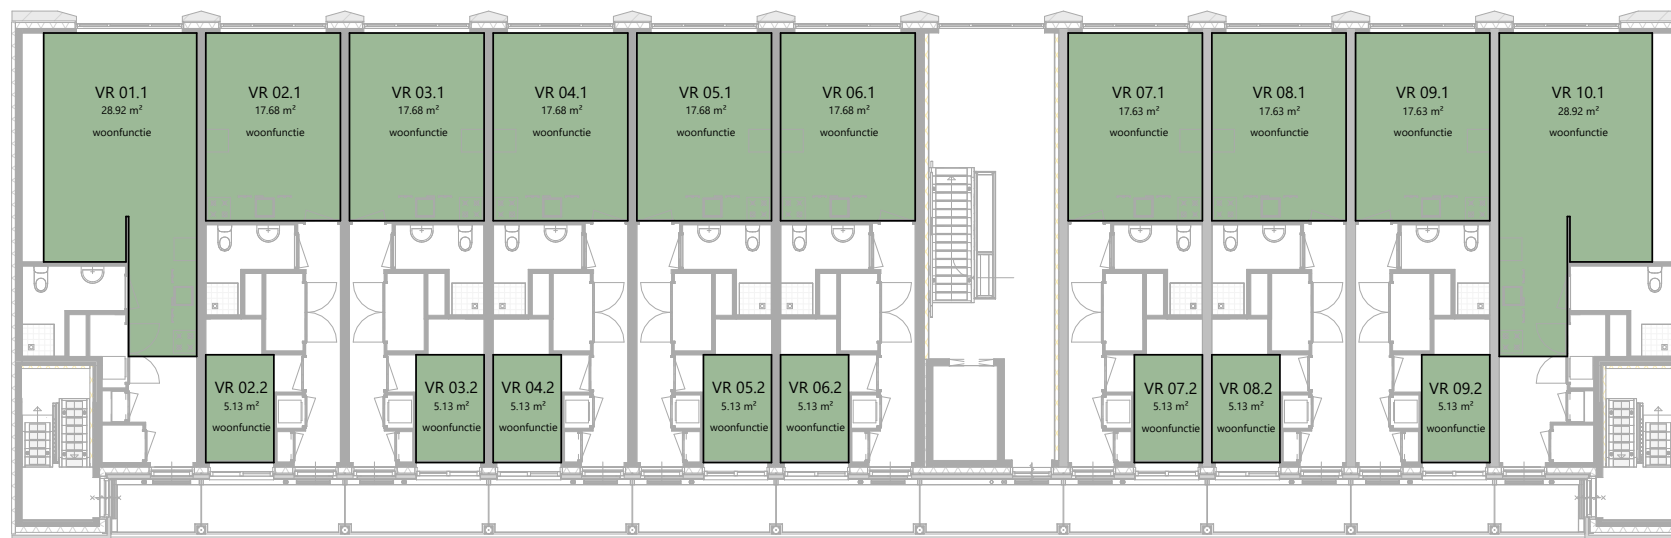 VR 01.1
28.92 m²
woonfunctie
VR 02.1
17.68 m²
woonfunctie
VR 03.1
17.68 m²
woonfunctie
VR 04.1
17.68 m²
woonfunctie
VR 05.1
17.68 m²
woonfunctie
VR 06.1
17.68 m²
woonfunctie
VR 07.1
17.63 m²
woonfunctie
VR 08.1
17.63 m²
woonfunctie
VR 09.1
17.63 m²
woonfunctie
VR 10.1
28.92 m²
woonfunctie
VR 02.2
5.13 m²
woonfunctie
VR 03.2
5.13 m²
woonfunctie
VR 04.2
5.13 m²
woonfunctie
VR 05.2
5.13 m²
woonfunctie
VR 06.2
5.13 m²
woonfunctie
VR 07.2
5.13 m²
woonfunctie
VR 08.2
5.13 m²
woonfunctie
VR 09.2
5.13 m²
woonfunctie